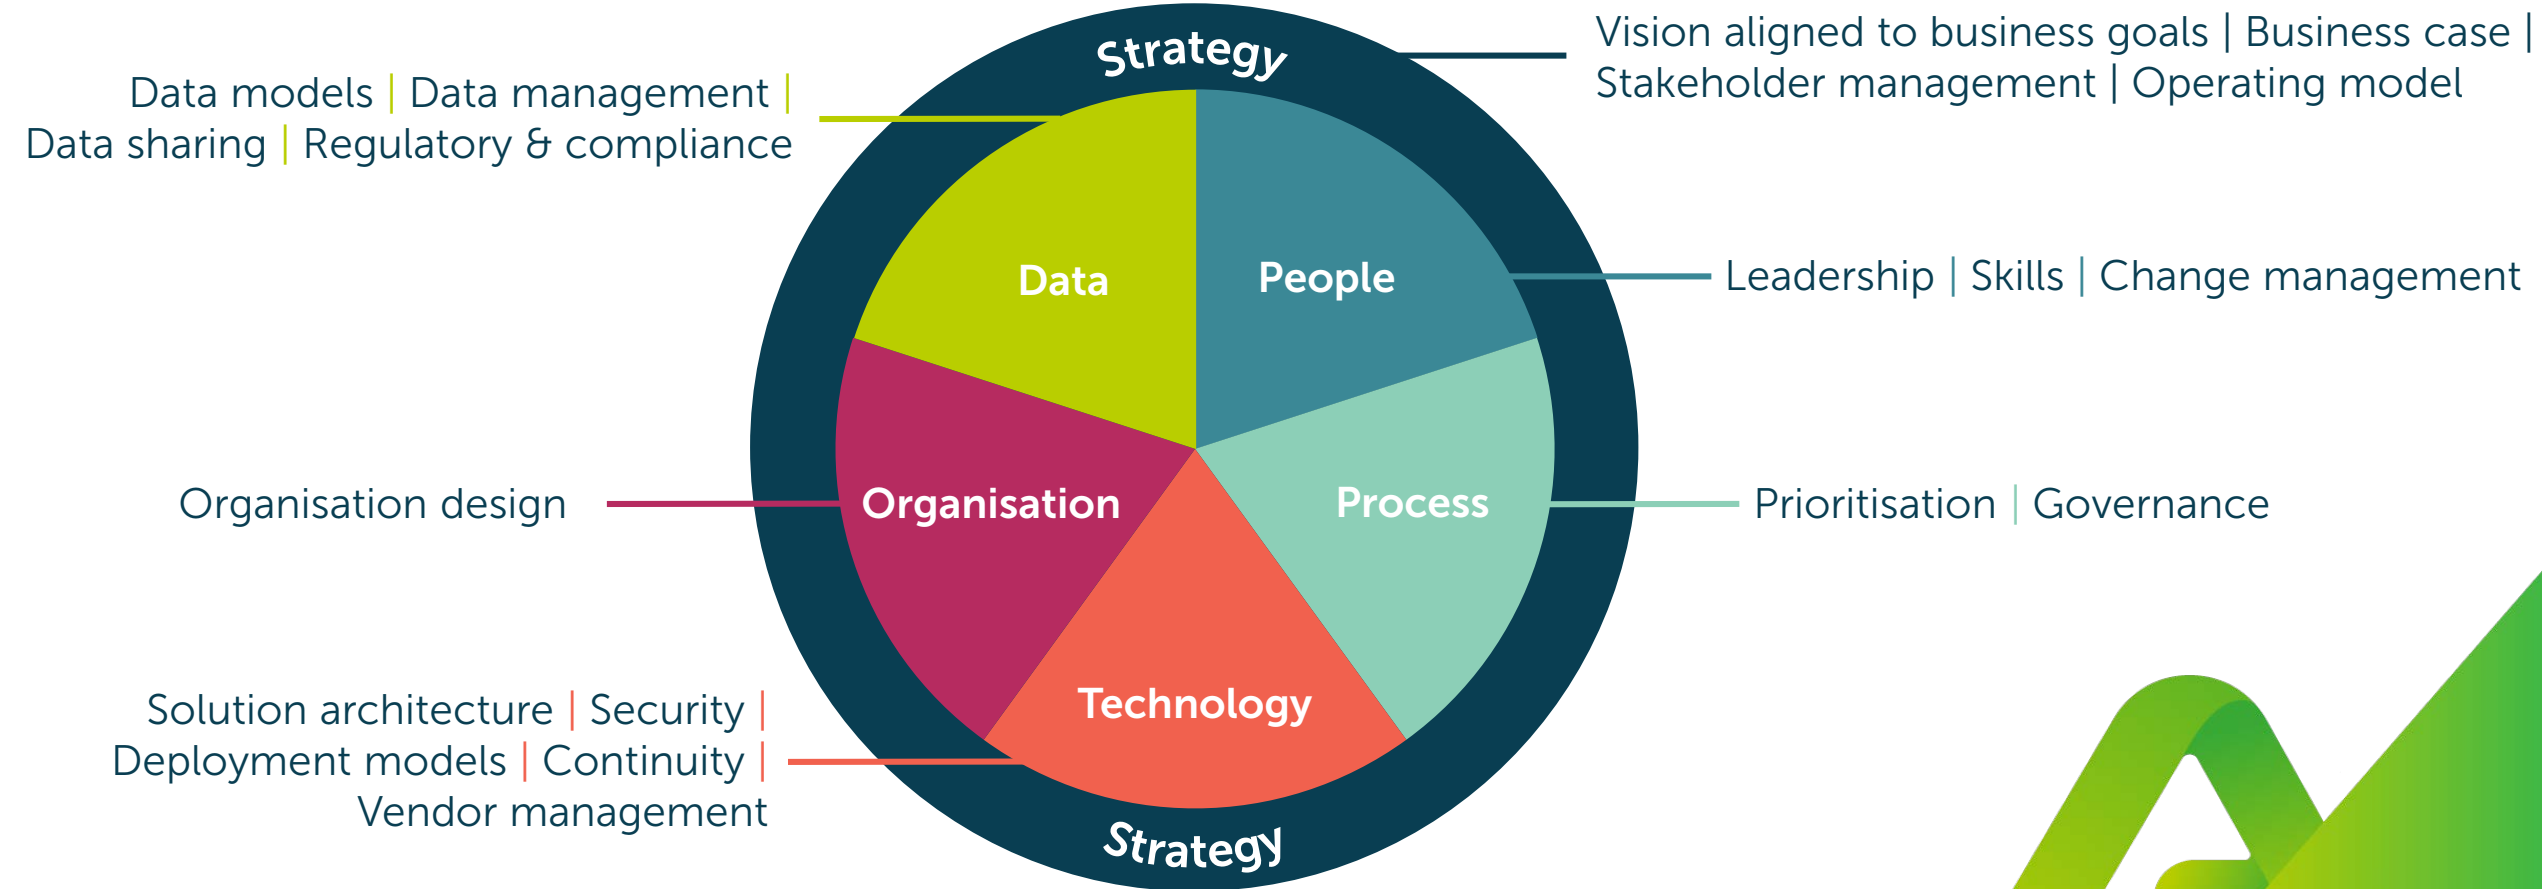 Strategy
Vision aligned to business goals | Business case |
Stakeholder management | Operating model
Data models | Data management |
Data sharing | Regulatory & compliance
Data
People
Leadership | Skills | Change management
Organisation design
Organisation
Process
Prioritisation | Governance
Technology
Solution architecture | Security |
Deployment models | Continuity |
Vendor management
Strategy